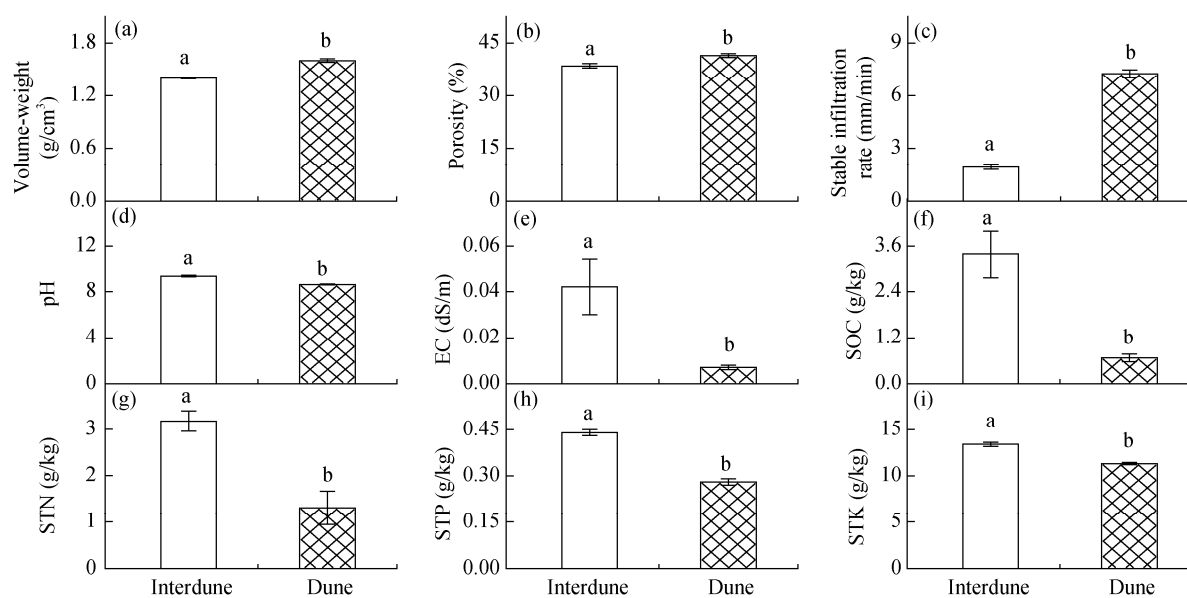 (a)
Volume-weight
(g/cm³)
1.8
1.2
0.6
0.0
a
b
(b)
Porosity (%)
45
30
15
0
a
b
(c)
Stable infiltration
rate (mm/min)
9
6
3
0
a
b
(d)
pH
12
8
4
0
a
b
(e)
EC (dS/m)
0.06
0.04
0.02
0.00
a
b
(f)
SOC (g/kg)
3.6
2.4
1.2
0.0
a
b
(g)
STN (g/kg)
3
2
1
0
a
b
Interdune
Dune
(h)
STP (g/kg)
0.45
0.30
0.15
0.00
a
b
Interdune
Dune
(i)
STK (g/kg)
15
10
5
0
a
b
Interdune
Dune